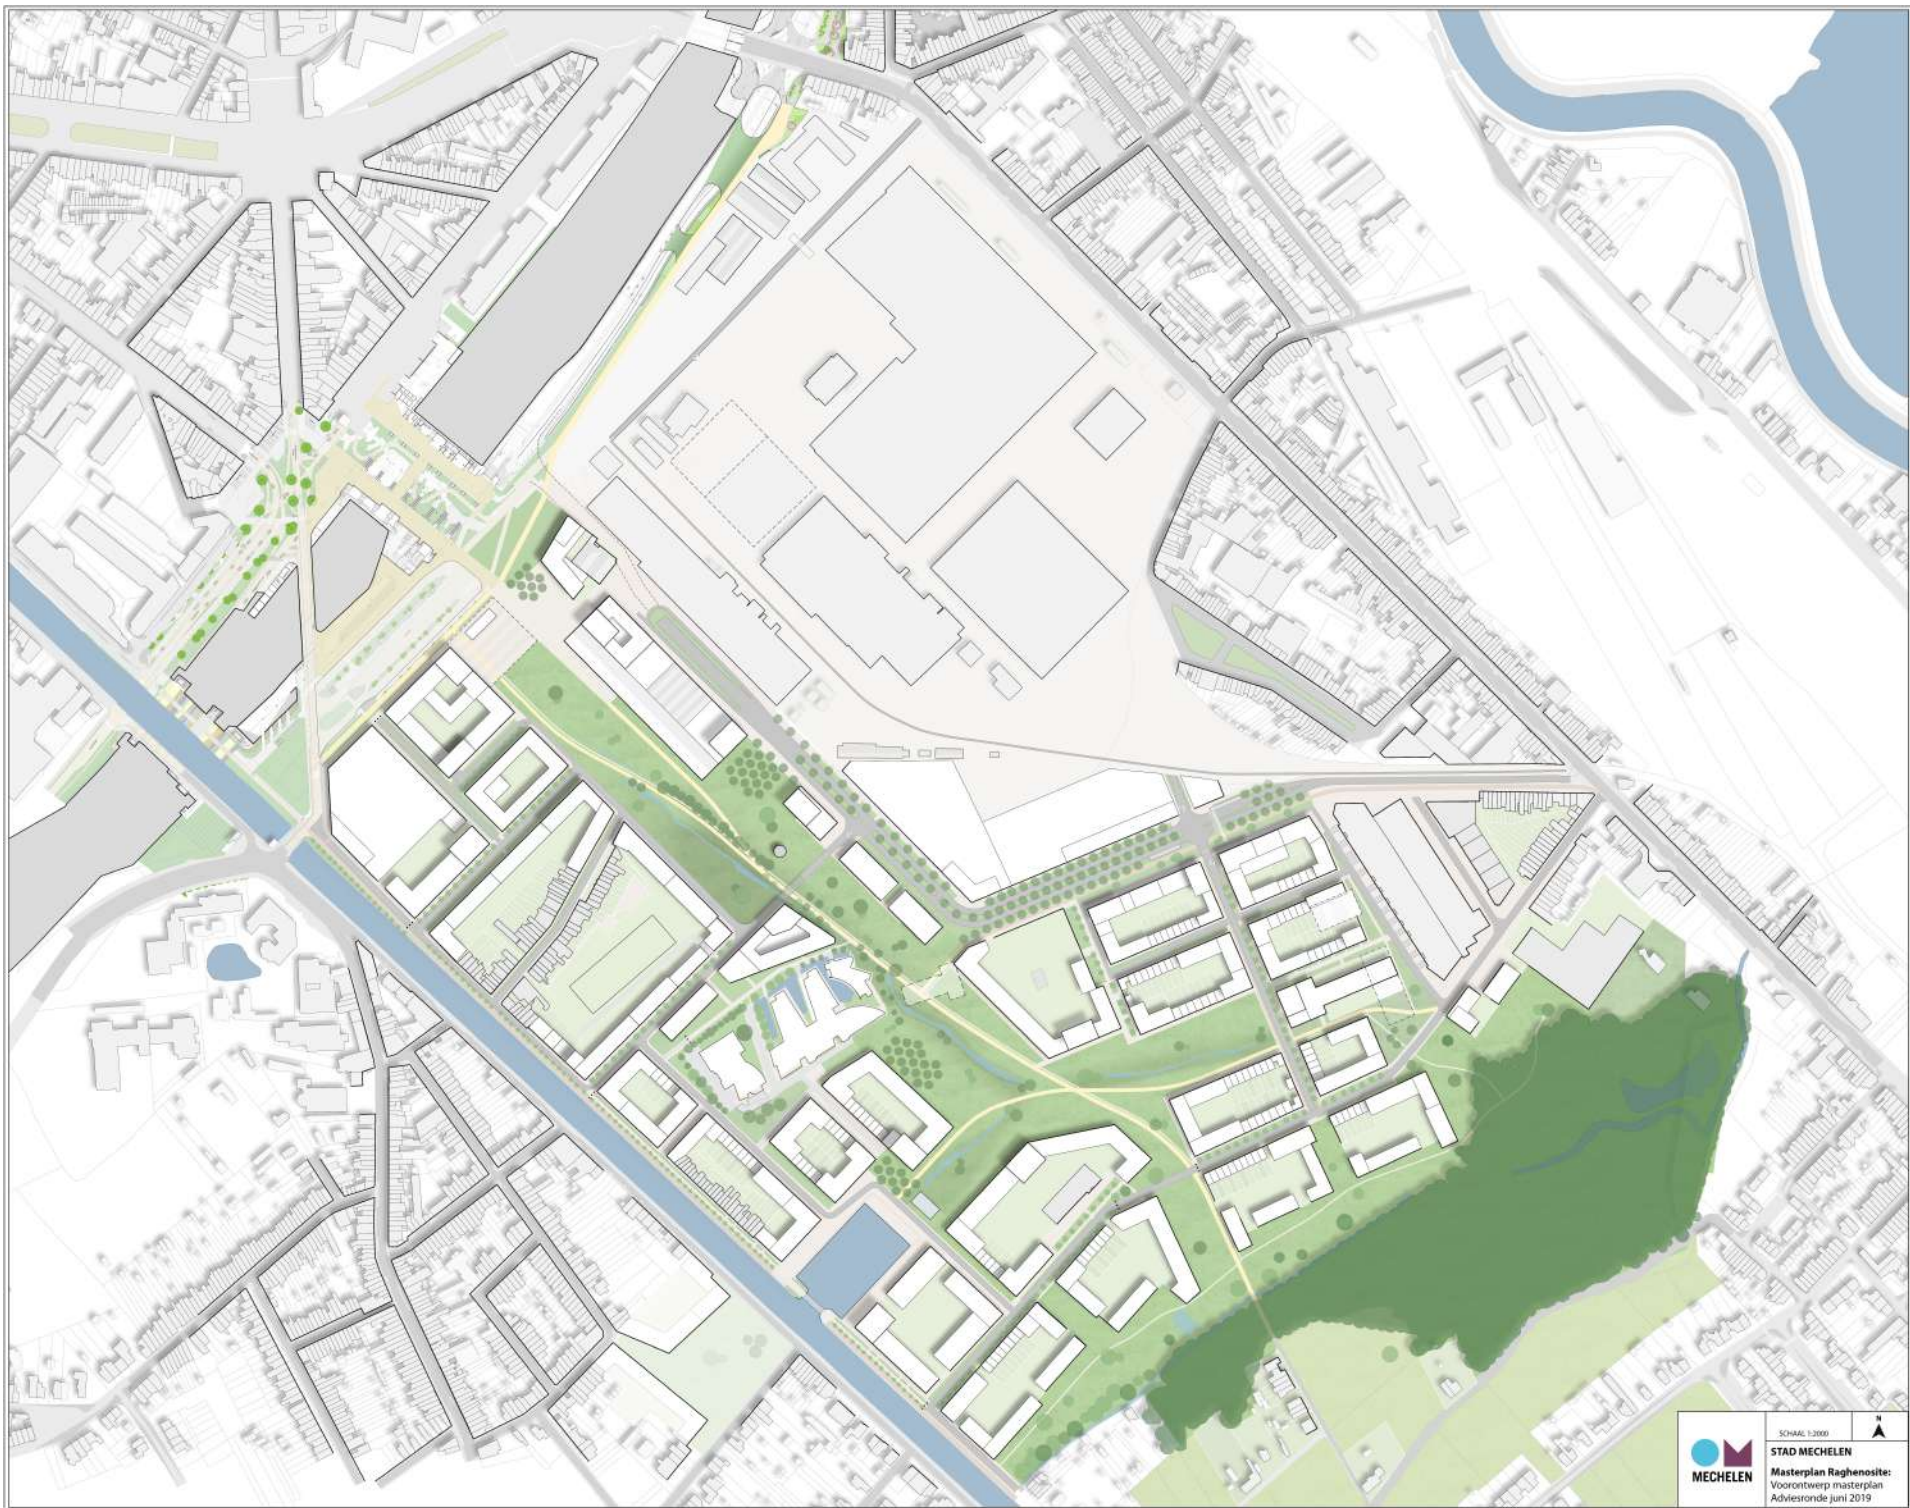 MECHELEN
SCHAAL 1:2000
N
STAD MECHELEN
Masterplan Raghenosite:
Voorontwerp masterplan
Adviesronde juni 2019